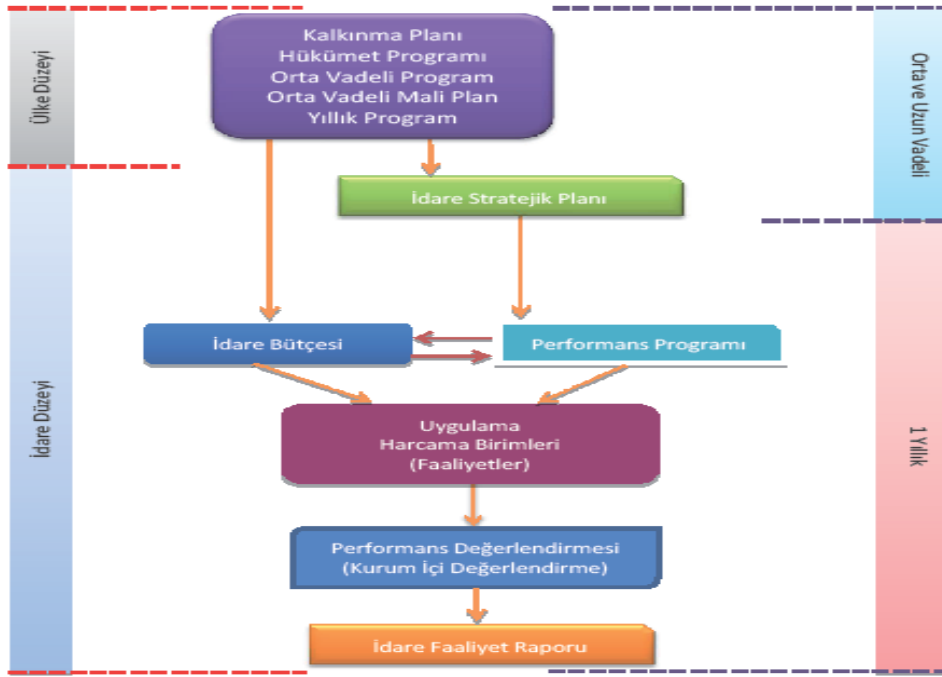 Ülke Düzeyi
Kalkınma Planı
Hükümet Programı
Orta Vadeli Program
Orta Vadeli Mali Plan
Yıllık Program
Orta ve Uzun Vadeli
İdare Stratejik Planı
İdare Düzeyi
İdare Bütçesi
Performans Programı
1 Yıllık
Uygulama
Harcama Birimleri
(Faaliyetler)
Performans Değerlendirmesi
(Kurum İçi Değerlendirme)
İdare Faaliyet Raporu